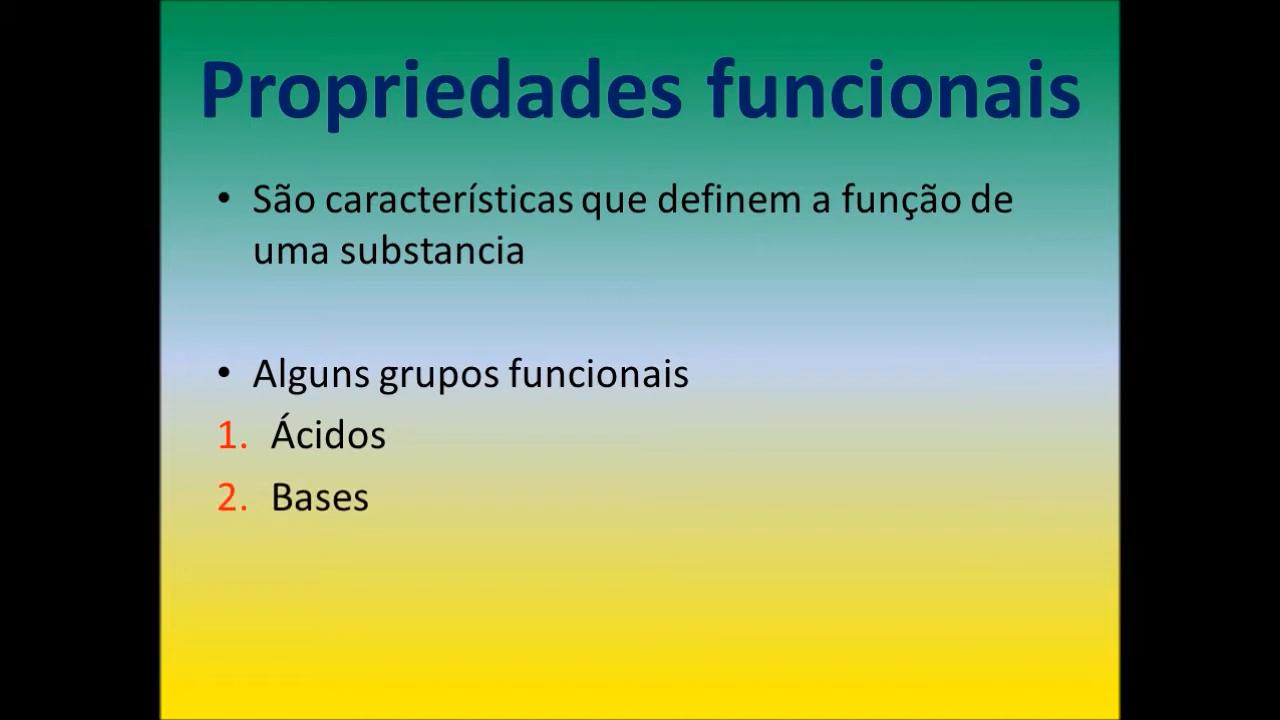 Propriedades funcionais
• São características que definem a função de
uma substancia
• Alguns grupos funcionais
1. Ácidos
2. Bases